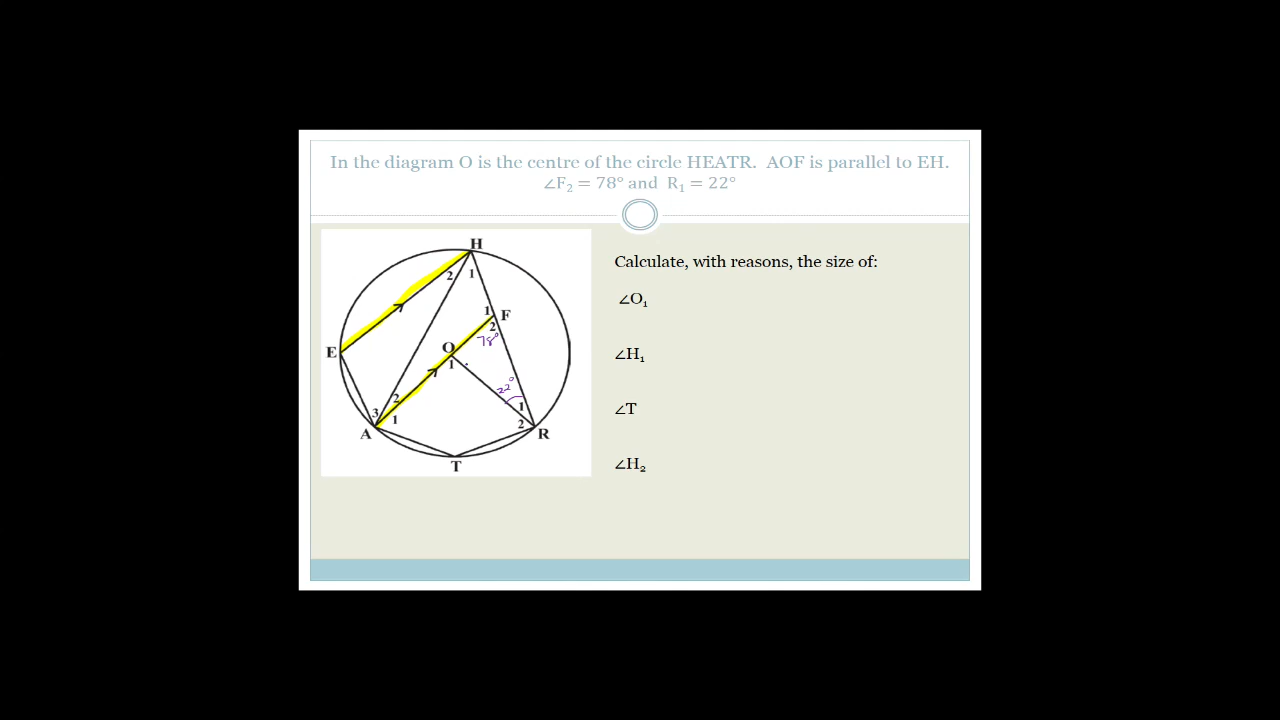 In the diagram O is the centre of the circle HEATR. AOF is parallel to EH.
∠F₂ = 78° and R₁ = 22°
H
2 1
1 F
2
78°
E
O
1
22°
3 2
1
1
2
A
R
T
Calculate, with reasons, the size of:
∠O₁
∠H₁
∠T
∠H₂